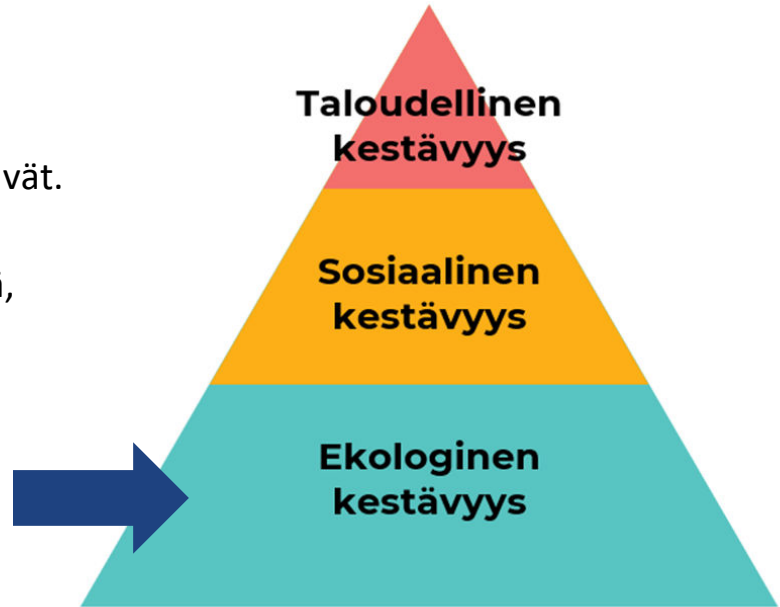 Taloudellinen
kestävyys
vät.
Sosiaalinen
kestävyys
Ekologinen
kestävyys